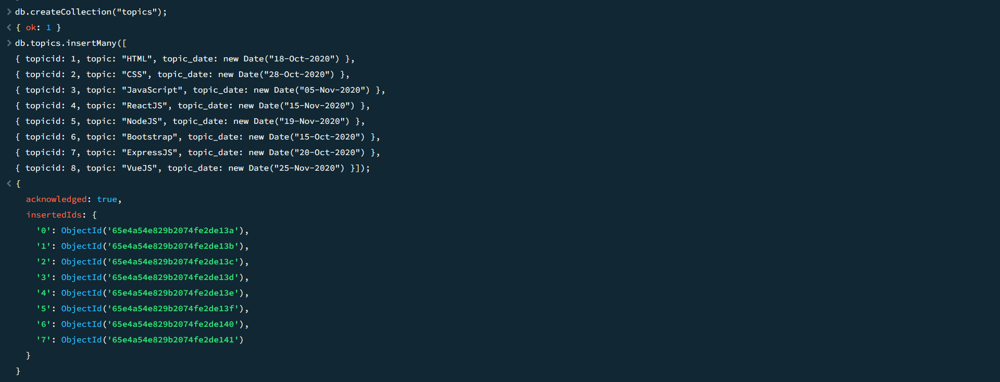 > db.createCollection("topics");
< { ok: 1 }
> db.topics.insertMany([
{ topicid: 1, topic: "HTML", topic_date: new Date("18-Oct-2020") },
{ topicid: 2, topic: "CSS", topic_date: new Date("28-Oct-2020") },
{ topicid: 3, topic: "JavaScript", topic_date: new Date("05-Nov-2020") },
{ topicid: 4, topic: "ReactJS", topic_date: new Date("15-Nov-2020") },
{ topicid: 5, topic: "NodeJS", topic_date: new Date("19-Nov-2020") },
{ topicid: 6, topic: "Bootstrap", topic_date: new Date("15-Oct-2020") },
{ topicid: 7, topic: "ExpressJS", topic_date: new Date("20-Oct-2020") },
{ topicid: 8, topic: "VueJS", topic_date: new Date("25-Nov-2020") }]);
< {
acknowledged: true,
insertedIds: {
'0': ObjectId('65e4a54e829b2074fe2de13a'),
'1': ObjectId('65e4a54e829b2074fe2de13b'),
'2': ObjectId('65e4a54e829b2074fe2de13c'),
'3': ObjectId('65e4a54e829b2074fe2de13d'),
'4': ObjectId('65e4a54e829b2074fe2de13e'),
'5': ObjectId('65e4a54e829b2074fe2de13f'),
'6': ObjectId('65e4a54e829b2074fe2de140'),
'7': ObjectId('65e4a54e829b2074fe2de141')
}
}